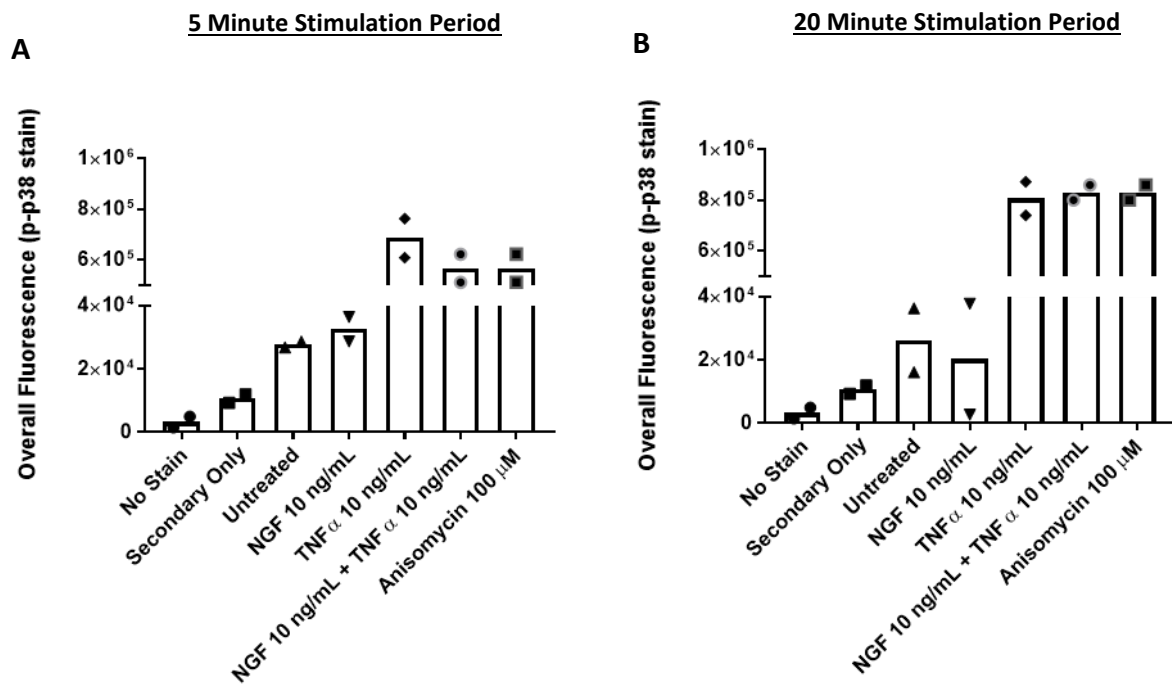 5 Minute Stimulation Period
A
Overall Fluorescence (p-p38 stain)
1×10⁶
8×10⁵
6×10⁵
4×10⁴
2×10⁴
0
No Stain
Secondary Only
Untreated
NGF 10 ng/mL
TNF α 10 ng/mL
NGF 10 ng/mL + TNF α 10 ng/mL
Anisomycin 100 μM
20 Minute Stimulation Period
B
Overall Fluorescence (p-p38 stain)
1×10⁶
8×10⁵
6×10⁵
4×10⁴
2×10⁴
0
No Stain
Secondary Only
Untreated
NGF 10 ng/mL
TNF α 10 ng/mL
NGF 10 ng/mL + TNF α 10 ng/mL
Anisomycin 100 μM